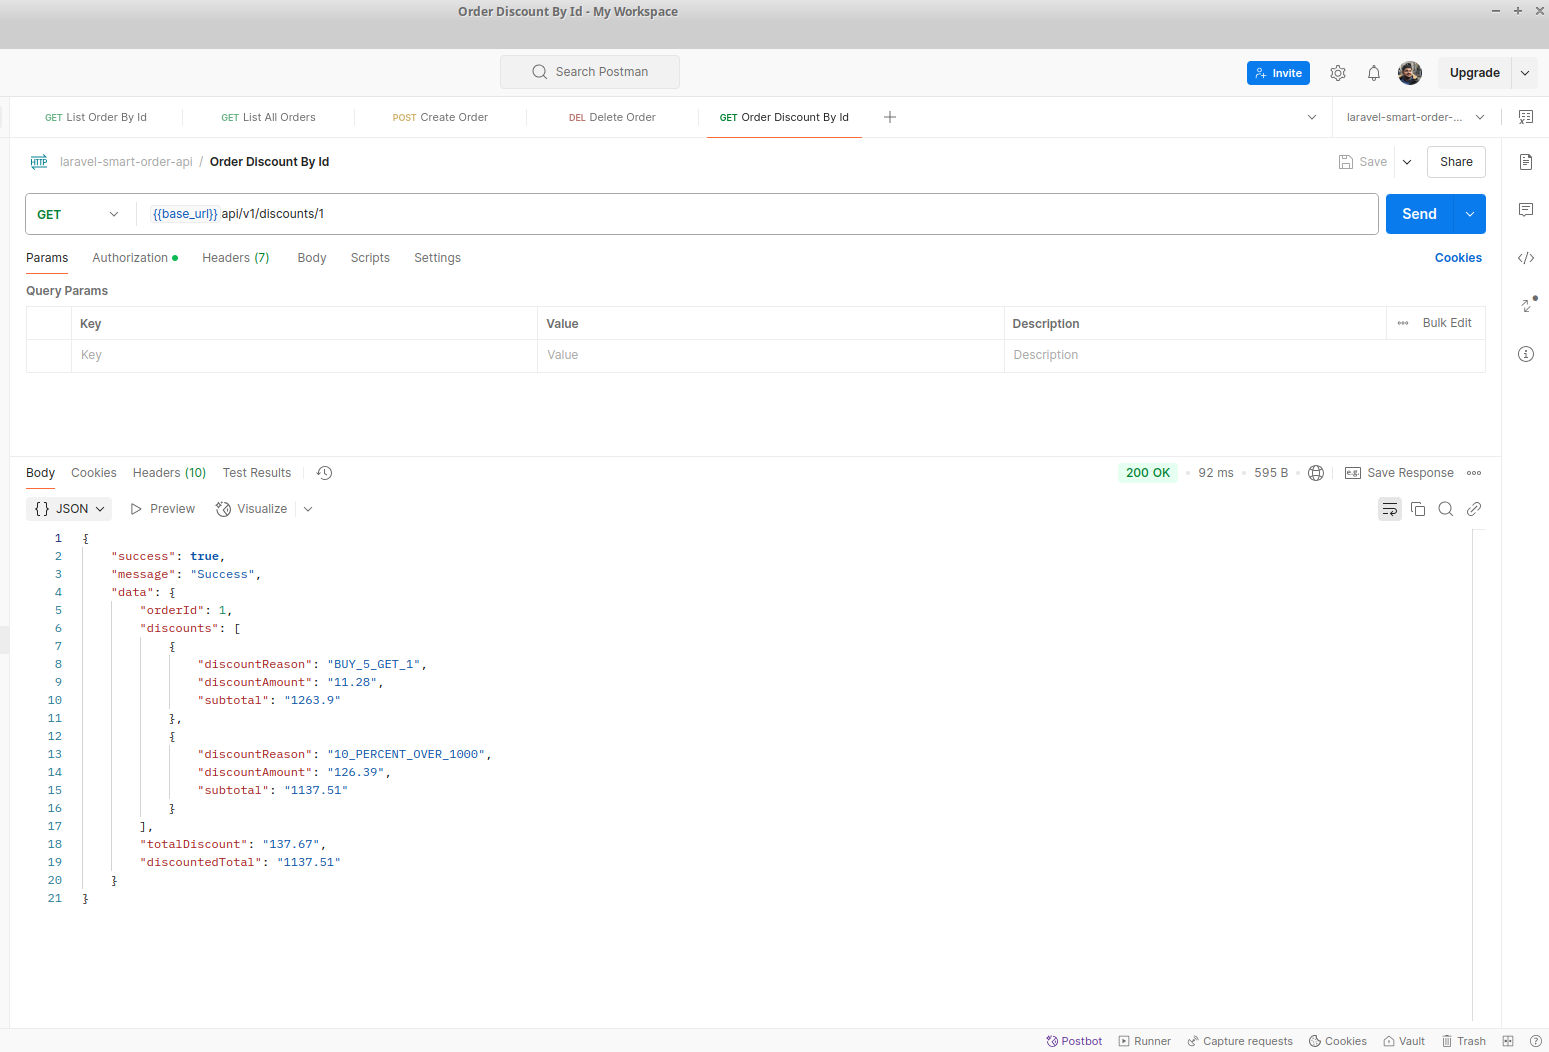 Order Discount By Id - My Workspace
Search Postman
Invite
Upgrade
GET List Order By Id
GET List All Orders
POST Create Order
DEL Delete Order
GET Order Discount By Id
laravel-smart-order-...
HTTP laravel-smart-order-api / Order Discount By Id
Save
Share
GET
{{base_url}} api/v1/discounts/1
Send
Params Authorization Headers (7) Body Scripts Settings
Cookies
Query Params
Key Value Description Bulk Edit
Key Value Description
Body Cookies Headers (10) Test Results
200 OK 92 ms 595 B e.g. Save Response
{} JSON Preview Visualize
1 {
2 "success": true,
3 "message": "Success",
4 "data": {
5 "orderId": 1,
6 "discounts": [
7 {
8 "discountReason": "BUY_5_GET_1",
9 "discountAmount": "11.28",
10 "subtotal": "1263.9"
11 },
12 {
13 "discountReason": "10_PERCENT_OVER_1000",
14 "discountAmount": "126.39",
15 "subtotal": "1137.51"
16 }
17 ],
18 "totalDiscount": "137.67",
19 "discountedTotal": "1137.51"
20 }
21 }
Postbot Runner Capture requests Cookies Vault Trash